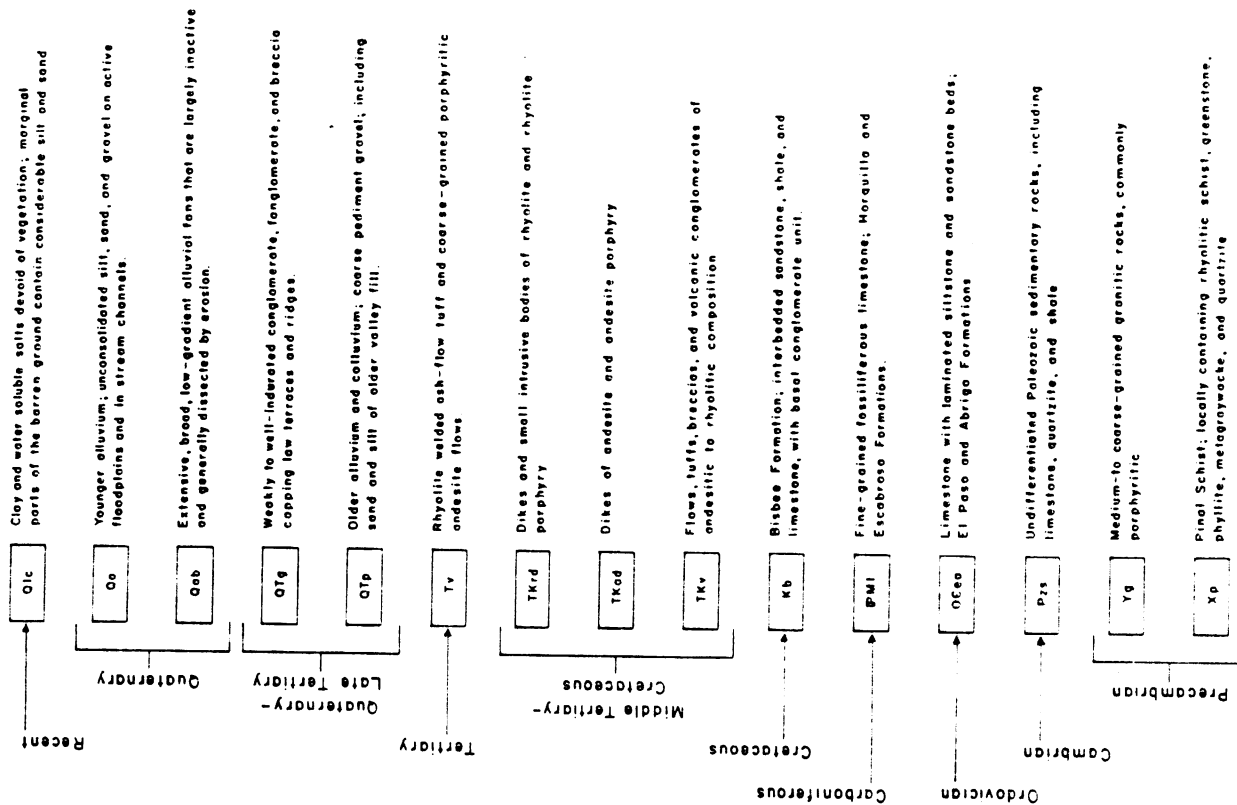 Recent
Qlc
Clay and water soluble salts devoid of vegetation; marginal
parts of the barren ground contain considerable silt and sand
Quaternary
Qa
Younger alluvium; unconsolidated silt, sand, and gravel on active
floodplains and in stream channels.
Qab
Extensive, broad, low-gradient alluvial fans that are largely inactive
and generally dissected by erosion.
Quaternary-
Late Tertiary
QTg
Weakly to well-indurated conglomerate, fanglomerate, and breccia
capping low terraces and ridges.
QTp
Older alluvium and colluvium; coarse pediment gravel; including
sand and silt of older valley fill.
Tertiary
Tv
Rhyolite welded ash-flow tuff and coarse-grained porphyritic
andesite flows
Middle Tertiary-
Cretaceous
TKrd
Dikes and small intrusive bodies of rhyolite and rhyolite
porphyry
TKad
Dikes of andesite and andesite porphyry
TKv
Flows, tuffs, breccias, and volcanic conglomerates of
andesitic to rhyolitic composition
Cretaceous
Kb
Bisbee Formation; interbedded sandstone, shale, and
limestone, with basal conglomerate unit.
Carboniferous
PMl
Fine-grained fossiliferous limestone; Horquilla and
Escabrosa Formations.
Ordovician
OЄea
Limestone with laminated siltstone and sandstone beds;
El Paso and Abrigo Formations
Cambrian
Pzs
Undifferentiated Paleozoic sedimentary rocks, including
limestone, quartzite, and shale
Precambrian
Yg
Medium-to coarse-grained granitic rocks, commonly
porphyritic
Xp
Pinal Schist; locally containing rhyolitic schist, greenstone,
phyllite, metagraywacke, and quartzite